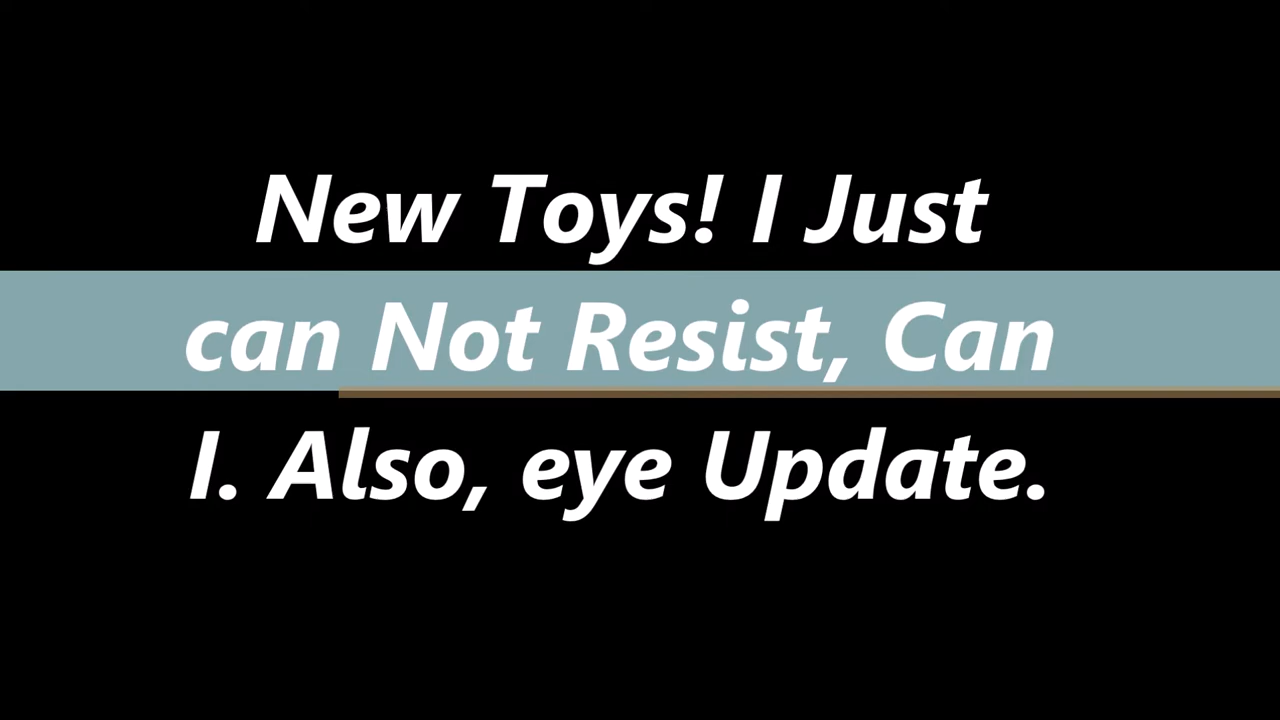 New Toys! I Just
can Not Resist, Can
I. Also, eye Update.